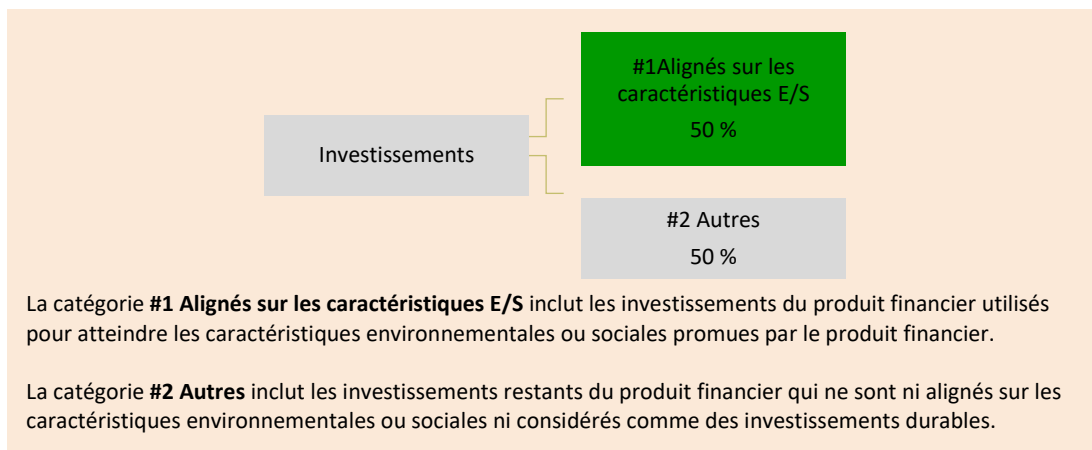 #1Alignés sur les
caractéristiques E/S
50 %
Investissements
#2 Autres
50 %
La catégorie #1 Alignés sur les caractéristiques E/S inclut les investissements du produit financier utilisés
pour atteindre les caractéristiques environnementales ou sociales promues par le produit financier.
La catégorie #2 Autres inclut les investissements restants du produit financier qui ne sont ni alignés sur les
caractéristiques environnementales ou sociales ni considérés comme des investissements durables.